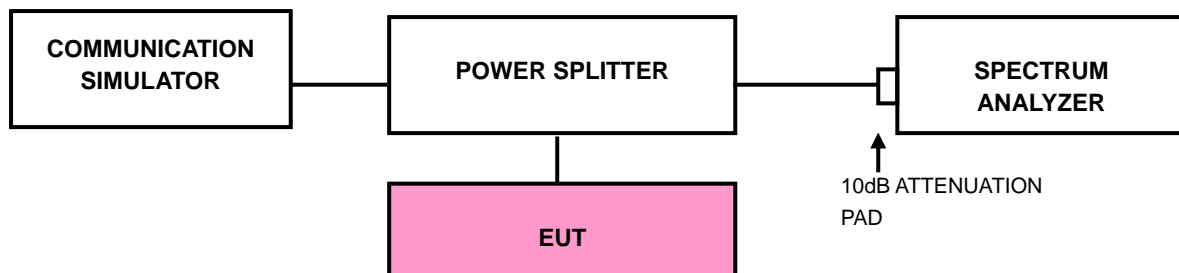 COMMUNICATION
SIMULATOR
POWER SPLITTER
SPECTRUM
ANALYZER
10dB ATTENUATION
PAD
EUT